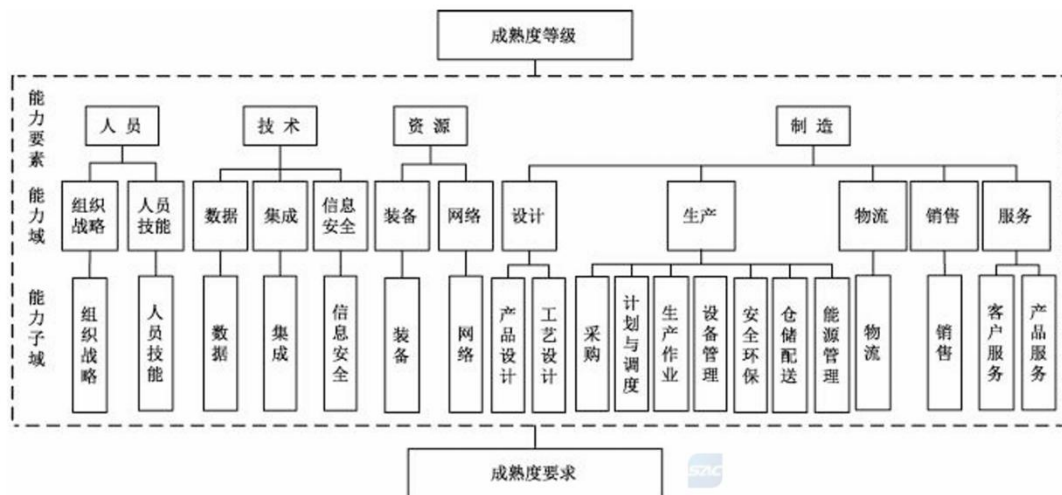 成熟度等级
能力要素
人员
技术
资源
制造
能力域
组织战略
人员技能
数据
集成
信息安全
装备
网络
设计
生产
物流
销售
服务
能力子域
组织战略
人员技能
数据
集成
信息安全
装备
网络
产品设计
工艺设计
采购
计划与调度
生产作业
设备管理
安全环保
仓储配送
能源管理
物流
销售
客户服务
产品服务
成熟度要求
SAC